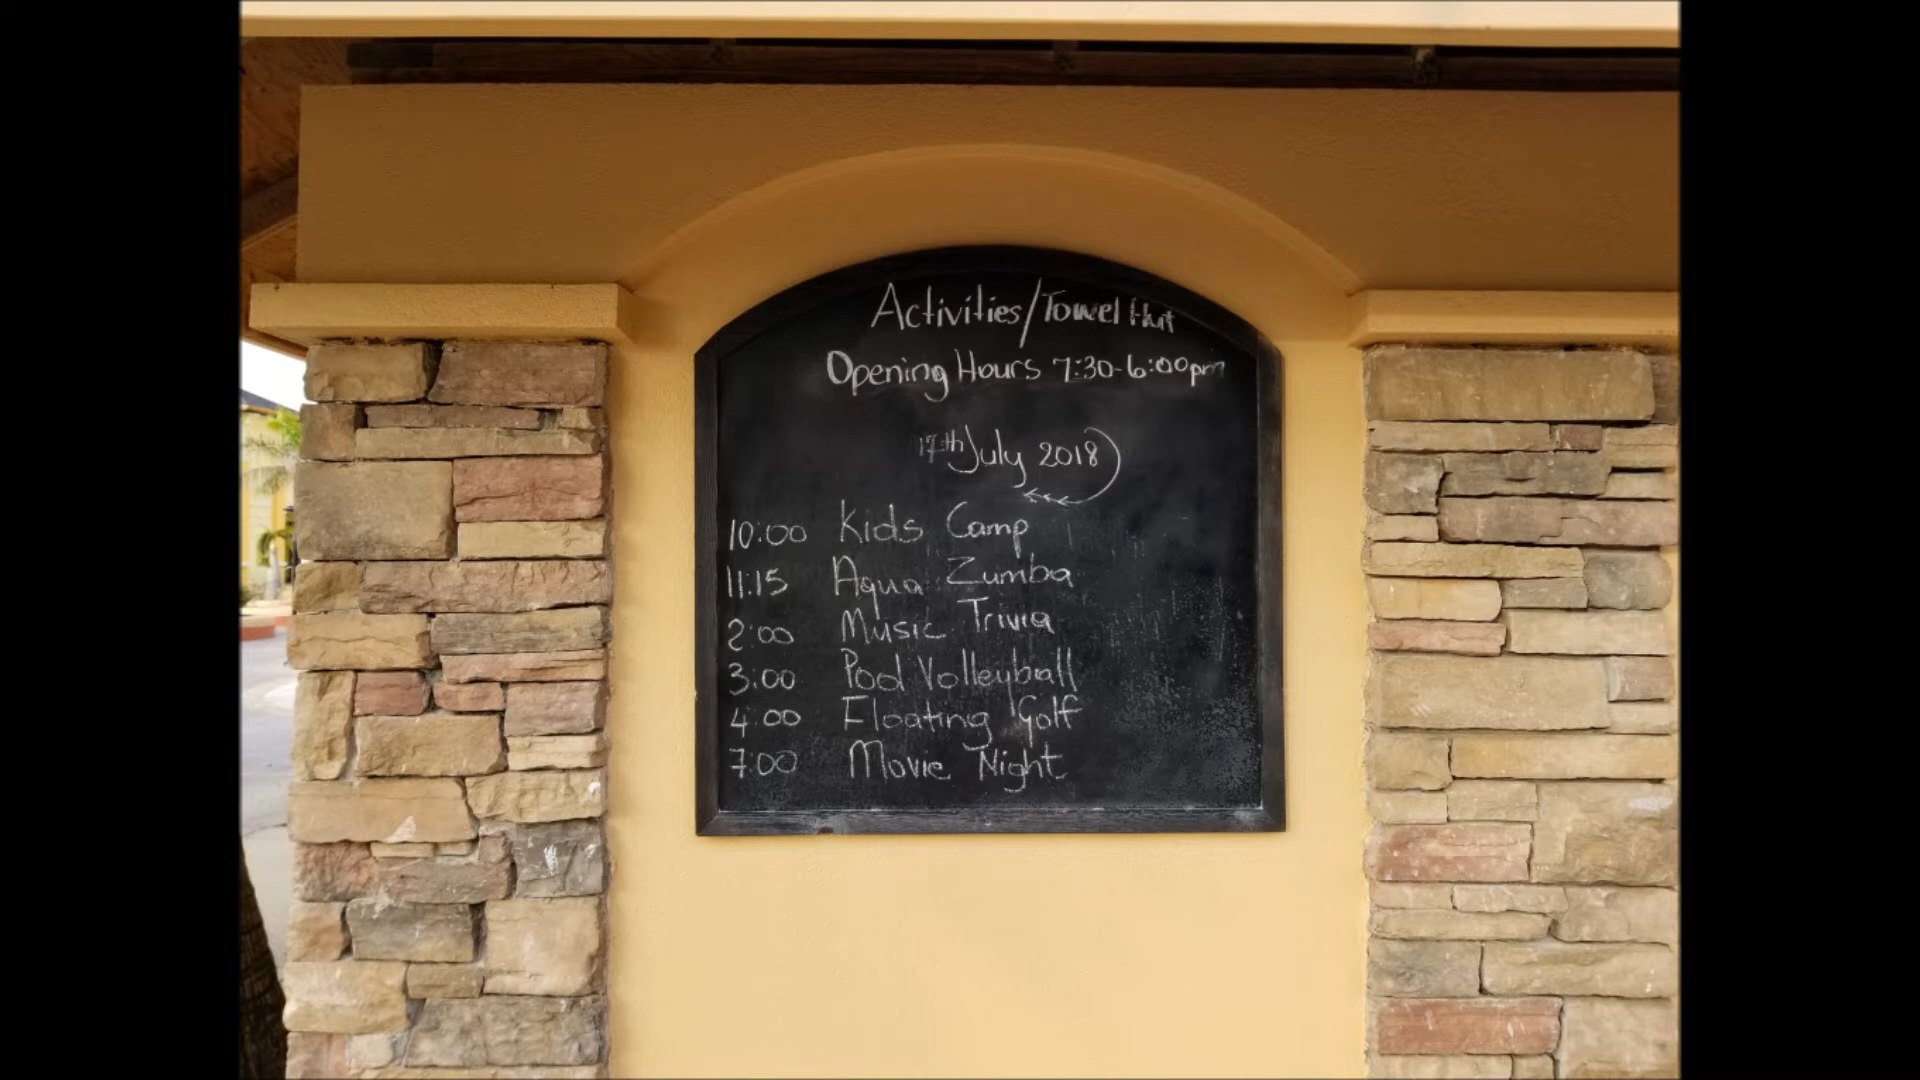 Activities/Towel Hut
Opening Hours 7:30-6:00pm
17th July 2018
10:00 Kids Camp
11:15 Aqua Zumba
2:00 Music Trivia
3:00 Pool Volleyball
4:00 Floating Golf
7:00 Movie Night